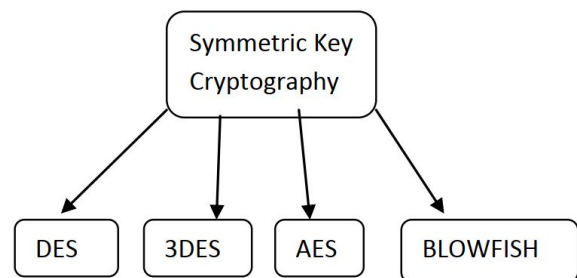 Symmetric Key
Cryptography
DES
3DES
AES
BLOWFISH